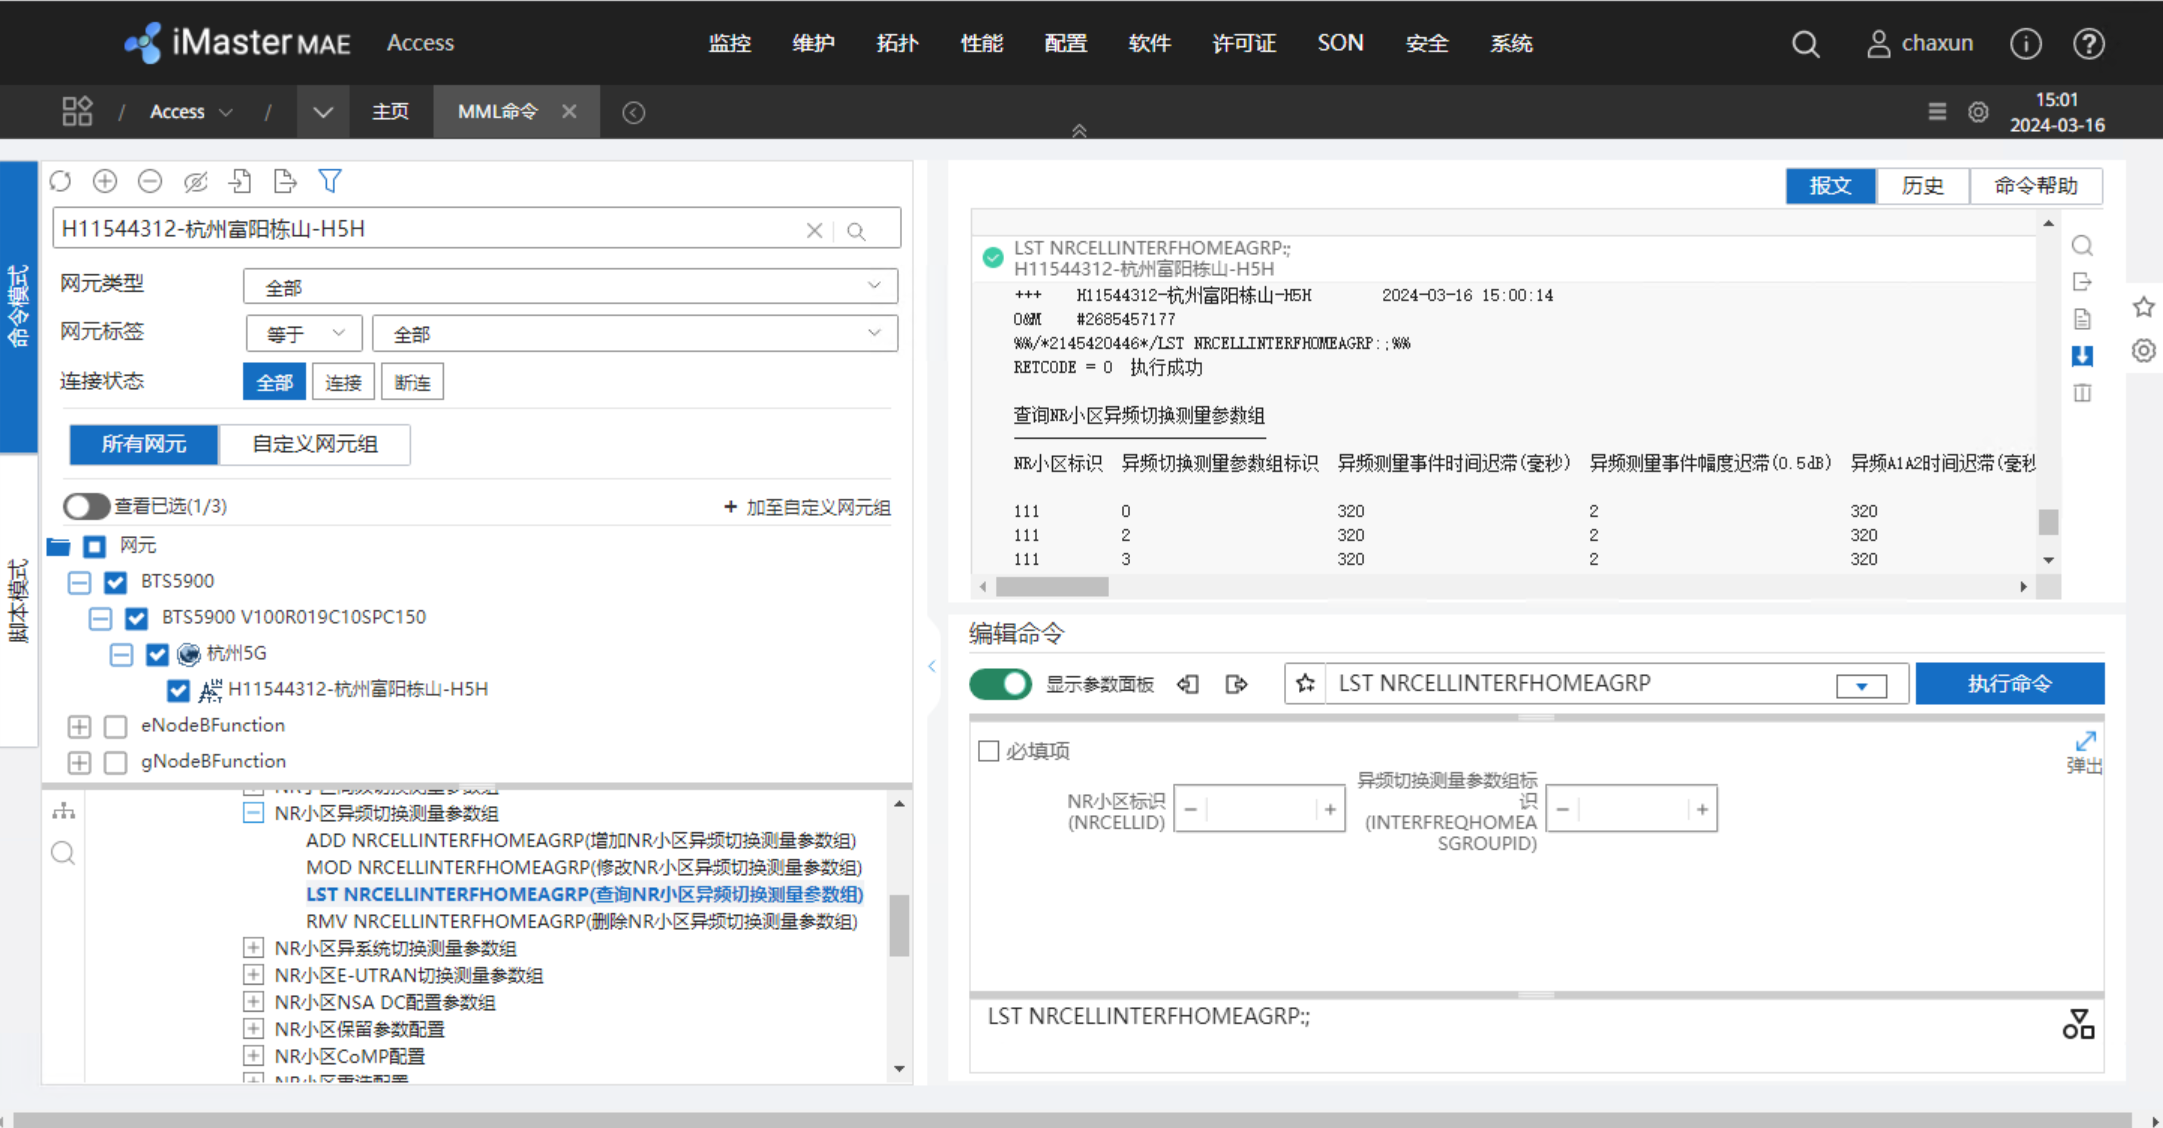 iMaster MAE Access 监控 维护 拓扑 性能 配置 软件 许可证 SON 安全 系统 chaxun
/ Access / 主页 MML命令 15:01
2024-03-16
命令模式
脚本模式
H11544312-杭州富阳栋山-H5H
网元类型 全部
网元标签 等于 全部
连接状态 全部 连接 断连
所有网元 自定义网元组
查看已选(1/3) + 加至自定义网元组
网元
BTS5900
BTS5900 V100R019C10SPC150
杭州5G
H11544312-杭州富阳栋山-H5H
eNodeBFunction
gNodeBFunction
NR小区异频切换测量参数组
ADD NRCELLINTERFHOMEAGRP(增加NR小区异频切换测量参数组)
MOD NRCELLINTERFHOMEAGRP(修改NR小区异频切换测量参数组)
LST NRCELLINTERFHOMEAGRP(查询NR小区异频切换测量参数组)
RMV NRCELLINTERFHOMEAGRP(删除NR小区异频切换测量参数组)
NR小区异系统切换测量参数组
NR小区E-UTRAN切换测量参数组
NR小区NSA DC配置参数组
NR小区保留参数配置
NR小区CoMP配置
报文 历史 命令帮助
LST NRCELLINTERFHOMEAGRP:;
H11544312-杭州富阳栋山-H5H
+++ H11544312-杭州富阳栋山-H5H 2024-03-16 15:00:14
O&M #2685457177
%%/*2145420446*/LST NRCELLINTERFHOMEAGRP:;%%
RETCODE = 0 执行成功
查询NR小区异频切换测量参数组
NR小区标识 异频切换测量参数组标识 异频测量事件时间迟滞(毫秒) 异频测量事件幅度迟滞(0.5dB) 异频A1A2时间迟滞(毫秒
111 0 320 2 320
111 2 320 2 320
111 3 320 2 320
编辑命令
显示参数面板 LST NRCELLINTERFHOMEAGRP 执行命令
必填项
弹出
NR小区标识
(NRCELLID)
异频切换测量参数组标
识
(INTERFREQHOMEA
SGROUPID)
LST NRCELLINTERFHOMEAGRP:;